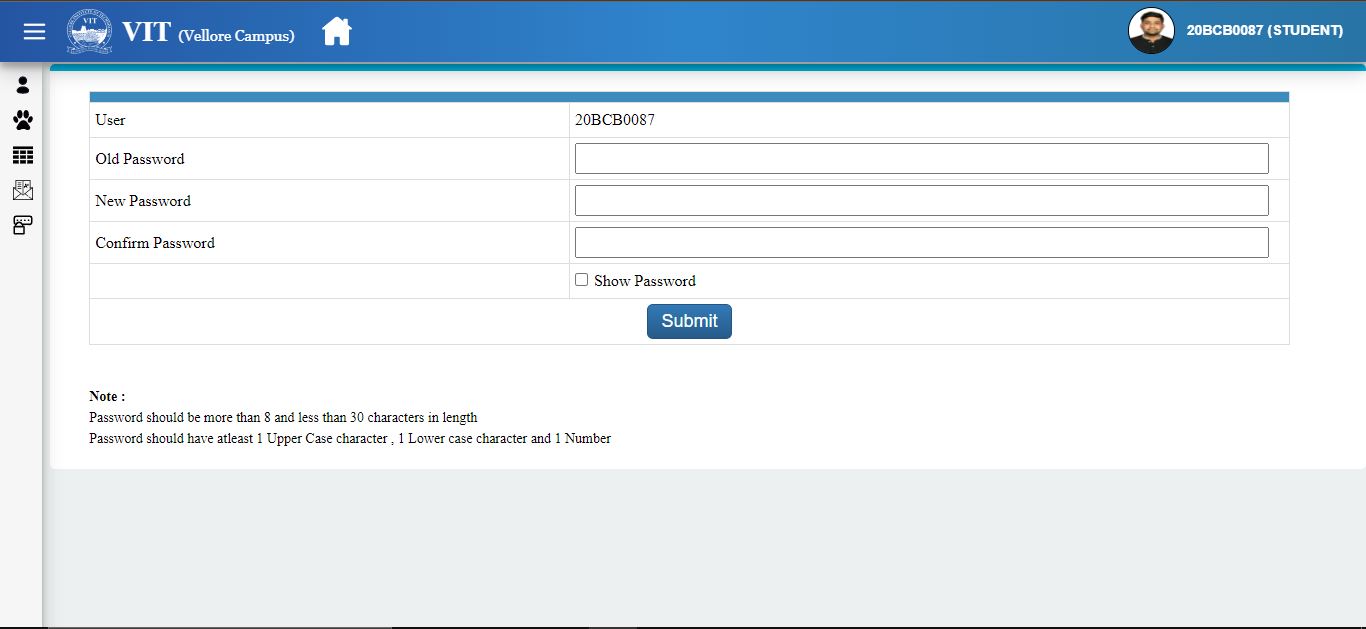 VIT (Vellore Campus)
20BCB0087 (STUDENT)
User 20BCB0087
Old Password
New Password
Confirm Password
Show Password
Submit
Note :
Password should be more than 8 and less than 30 characters in length
Password should have atleast 1 Upper Case character , 1 Lower case character and 1 Number